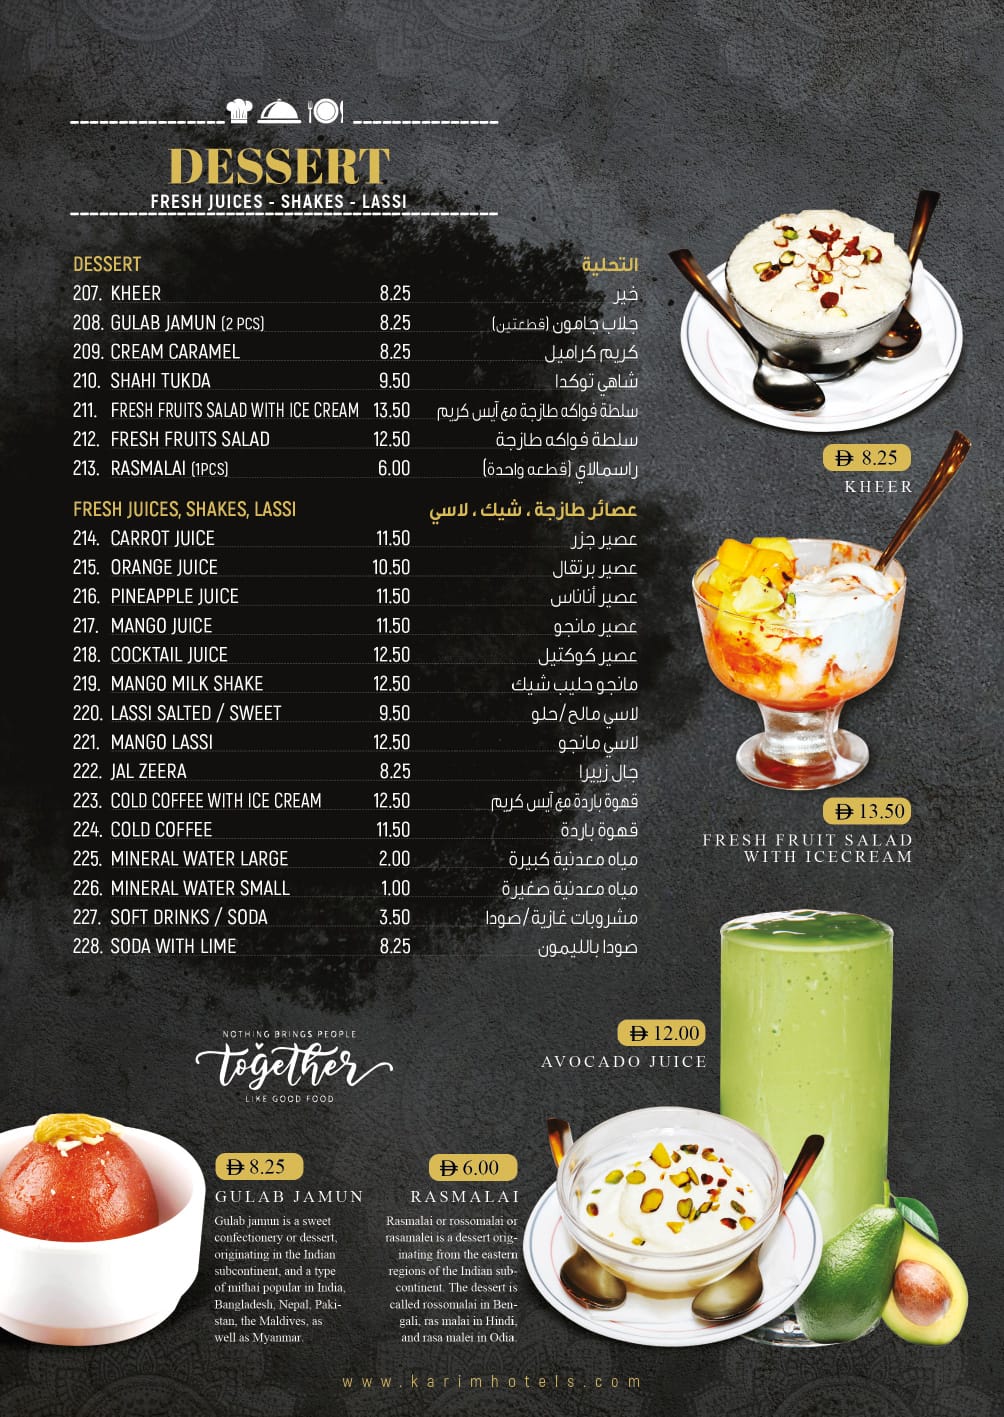 DESSERT
FRESH JUICES - SHAKES - LASSI
DESSERT التحلية
207. KHEER 8.25 خير
208. GULAB JAMUN (2 PCS) 8.25 جلاب جامون (قطعتين)
209. CREAM CARAMEL 8.25 كريم كراميل
210. SHAHI TUKDA 9.50 شاهي توكدا
211. FRESH FRUITS SALAD WITH ICE CREAM 13.50 سلطة فواكه طازجة مع آيس كريم
212. FRESH FRUITS SALAD 12.50 سلطة فواكه طازجة
213. RASMALAI (1PCS) 6.00 راسمالاي (قطعه واحدة)
FRESH JUICES, SHAKES, LASSI عصائر طازجة ، شيك ، لاسي
214. CARROT JUICE 11.50 عصير جزر
215. ORANGE JUICE 10.50 عصير برتقال
216. PINEAPPLE JUICE 11.50 عصير أناناس
217. MANGO JUICE 11.50 عصير مانجو
218. COCKTAIL JUICE 12.50 عصير كوكتيل
219. MANGO MILK SHAKE 12.50 مانجو حليب شيك
220. LASSI SALTED / SWEET 9.50 لاسي مالح/حلو
221. MANGO LASSI 12.50 لاسي مانجو
222. JAL ZEERA 8.25 جال زييرا
223. COLD COFFEE WITH ICE CREAM 12.50 قهوة باردة مع آيس كريم
224. COLD COFFEE 11.50 قهوة باردة
225. MINERAL WATER LARGE 2.00 مياه معدنية كبيرة
226. MINERAL WATER SMALL 1.00 مياه معدنية صغيرة
227. SOFT DRINKS / SODA 3.50 مشروبات غازية/صودا
228. SODA WITH LIME 8.25 صودا بالليمون
8.25
KHEER
13.50
FRESH FRUIT SALAD
WITH ICECREAM
12.00
AVOCADO JUICE
NOTHING BRINGS PEOPLE
together
LIKE GOOD FOOD
8.25
GULAB JAMUN
Gulab jamun is a sweet
confectionery or dessert,
originating in the Indian
subcontinent, and a type
of mithai popular in India,
Bangladesh, Nepal, Paki-
stan, the Maldives, as
well as Myanmar.
6.00
RASMALAI
Rasmalai or rossomalai or
rasamalei is a dessert orig-
inating from the eastern
regions of the Indian sub-
continent. The dessert is
called rossomalai in Ben-
gali, ras malai in Hindi,
and rasa malei in Odia.
www.karimhotels.com